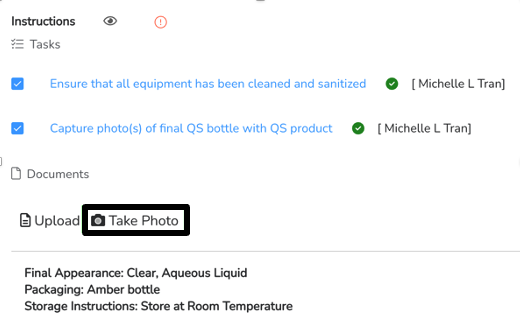 Instructions
Tasks
Ensure that all equipment has been cleaned and sanitized [ Michelle L Tran]
Capture photo(s) of final QS bottle with QS product [ Michelle L Tran]
Documents
Upload Take Photo
Final Appearance: Clear, Aqueous Liquid
Packaging: Amber bottle
Storage Instructions: Store at Room Temperature